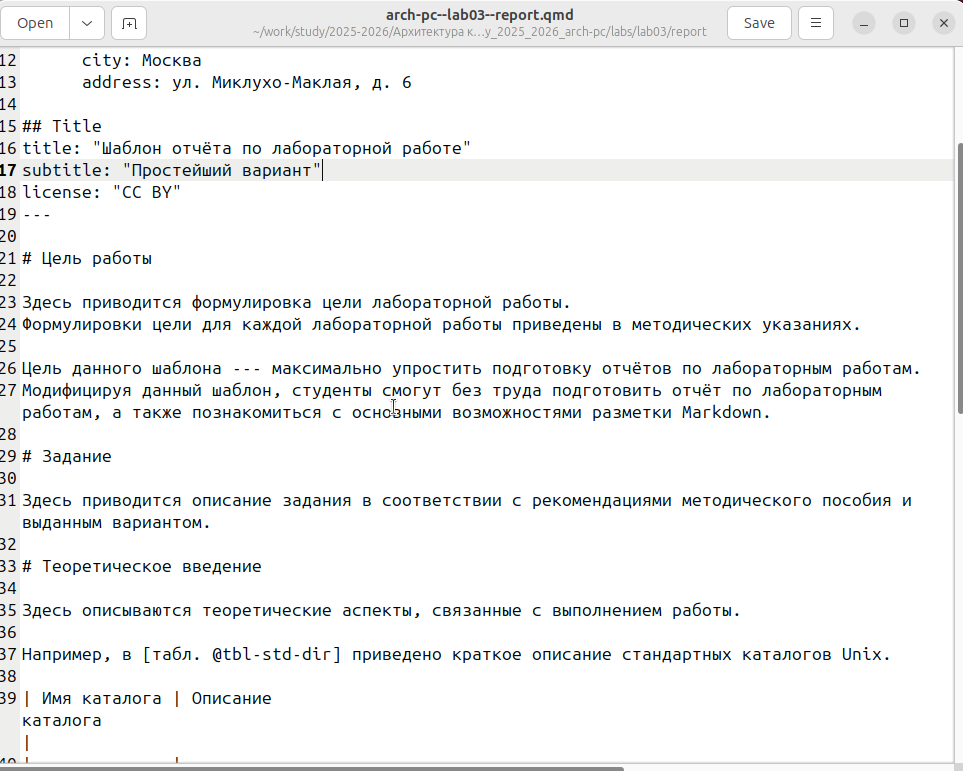 Open
arch-pc--lab03--report.qmd
~/work/study/2025-2026/Архитектура к…y_2025_2026_arch-pc/labs/lab03/report
Save
12 city: Москва
13 address: ул. Миклухо-Маклая, д. 6
14
15 ## Title
16 title: "Шаблон отчёта по лабораторной работе"
17 subtitle: "Простейший вариант"
18 license: "CC BY"
19 ---
20
21 # Цель работы
22
23 Здесь приводится формулировка цели лабораторной работы.
24 Формулировки цели для каждой лабораторной работы приведены в методических указаниях.
25
26 Цель данного шаблона --- максимально упростить подготовку отчётов по лабораторным работам.
27 Модифицируя данный шаблон, студенты смогут без труда подготовить отчёт по лабораторным
работам, а также познакомиться с основными возможностями разметки Markdown.
28
29 # Задание
30
31 Здесь приводится описание задания в соответствии с рекомендациями методического пособия и
выданным вариантом.
32
33 # Теоретическое введение
34
35 Здесь описываются теоретические аспекты, связанные с выполнением работы.
36
37 Например, в [табл. @tbl-std-dir] приведено краткое описание стандартных каталогов Unix.
38
39 | Имя каталога | Описание
каталога
|